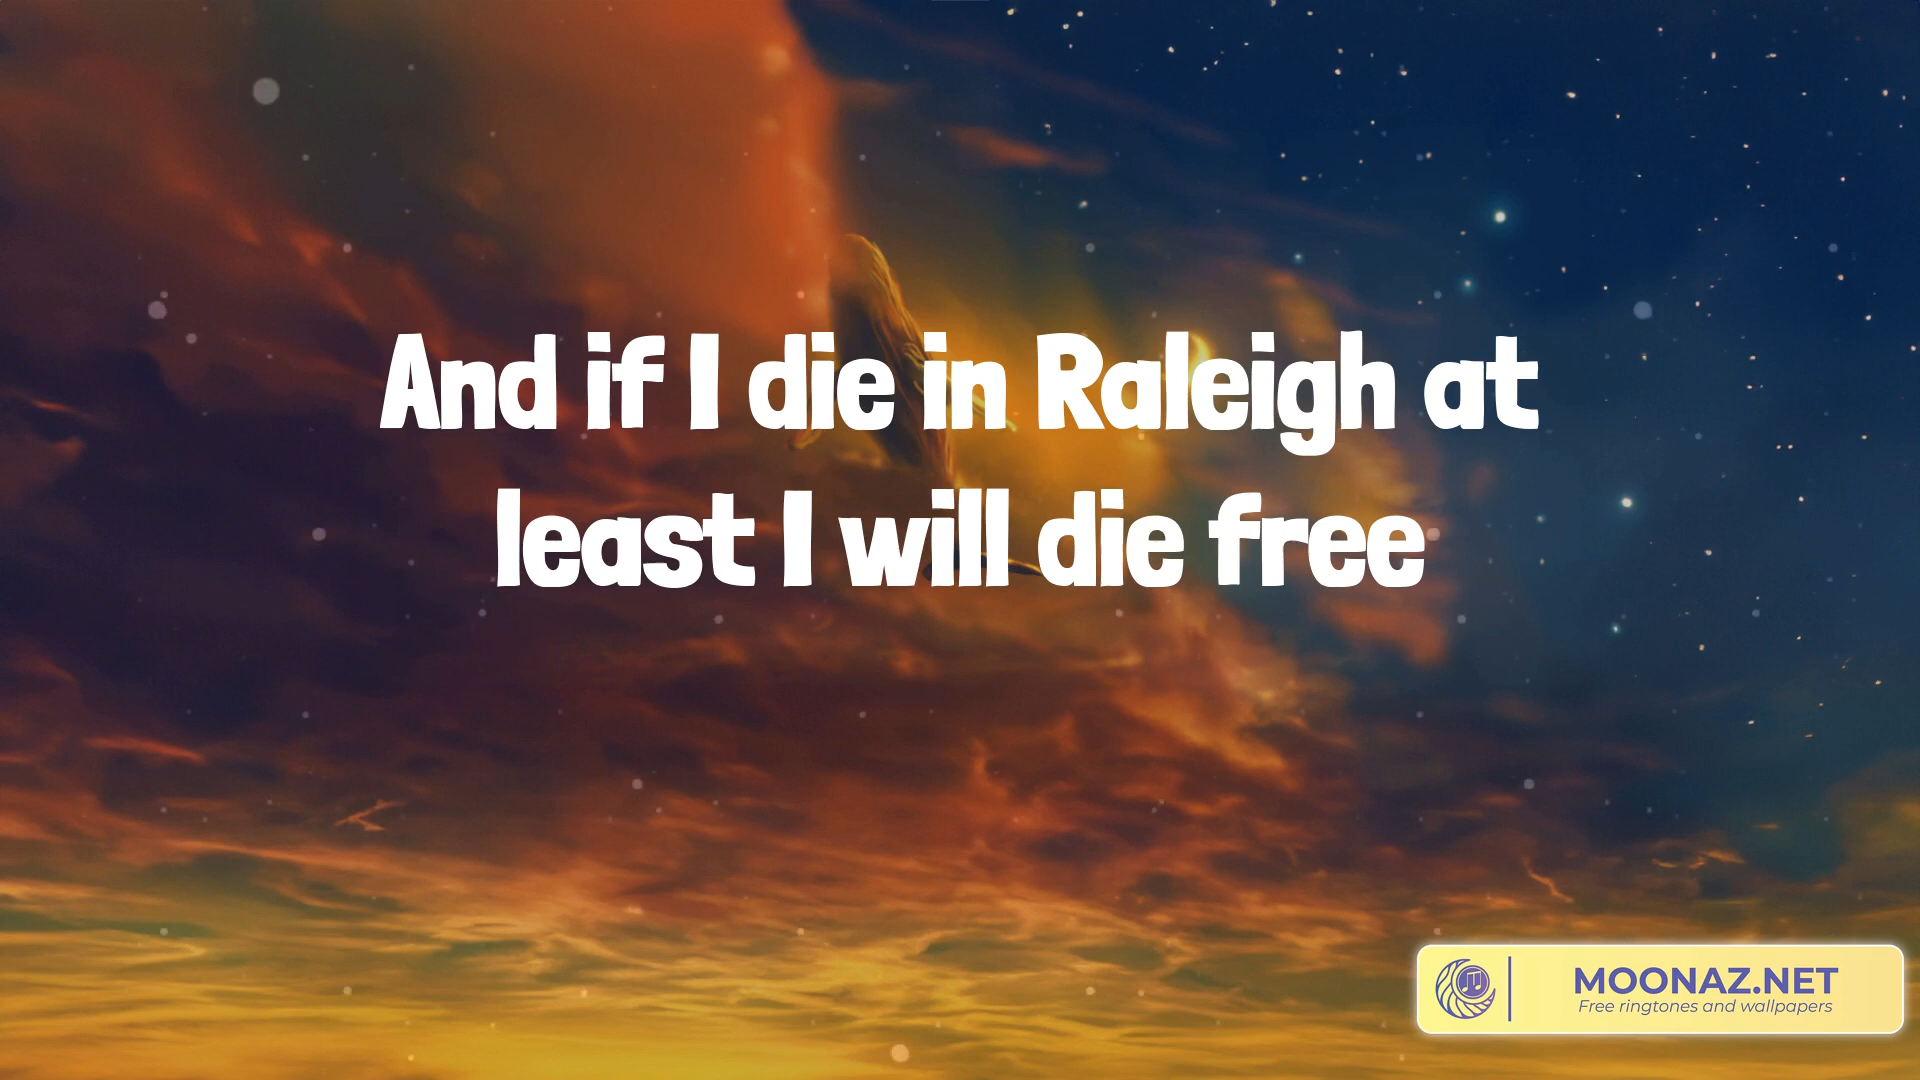 And if I die in Raleigh at
least I will die free
MOONAZ.NET
Free ringtones and wallpapers